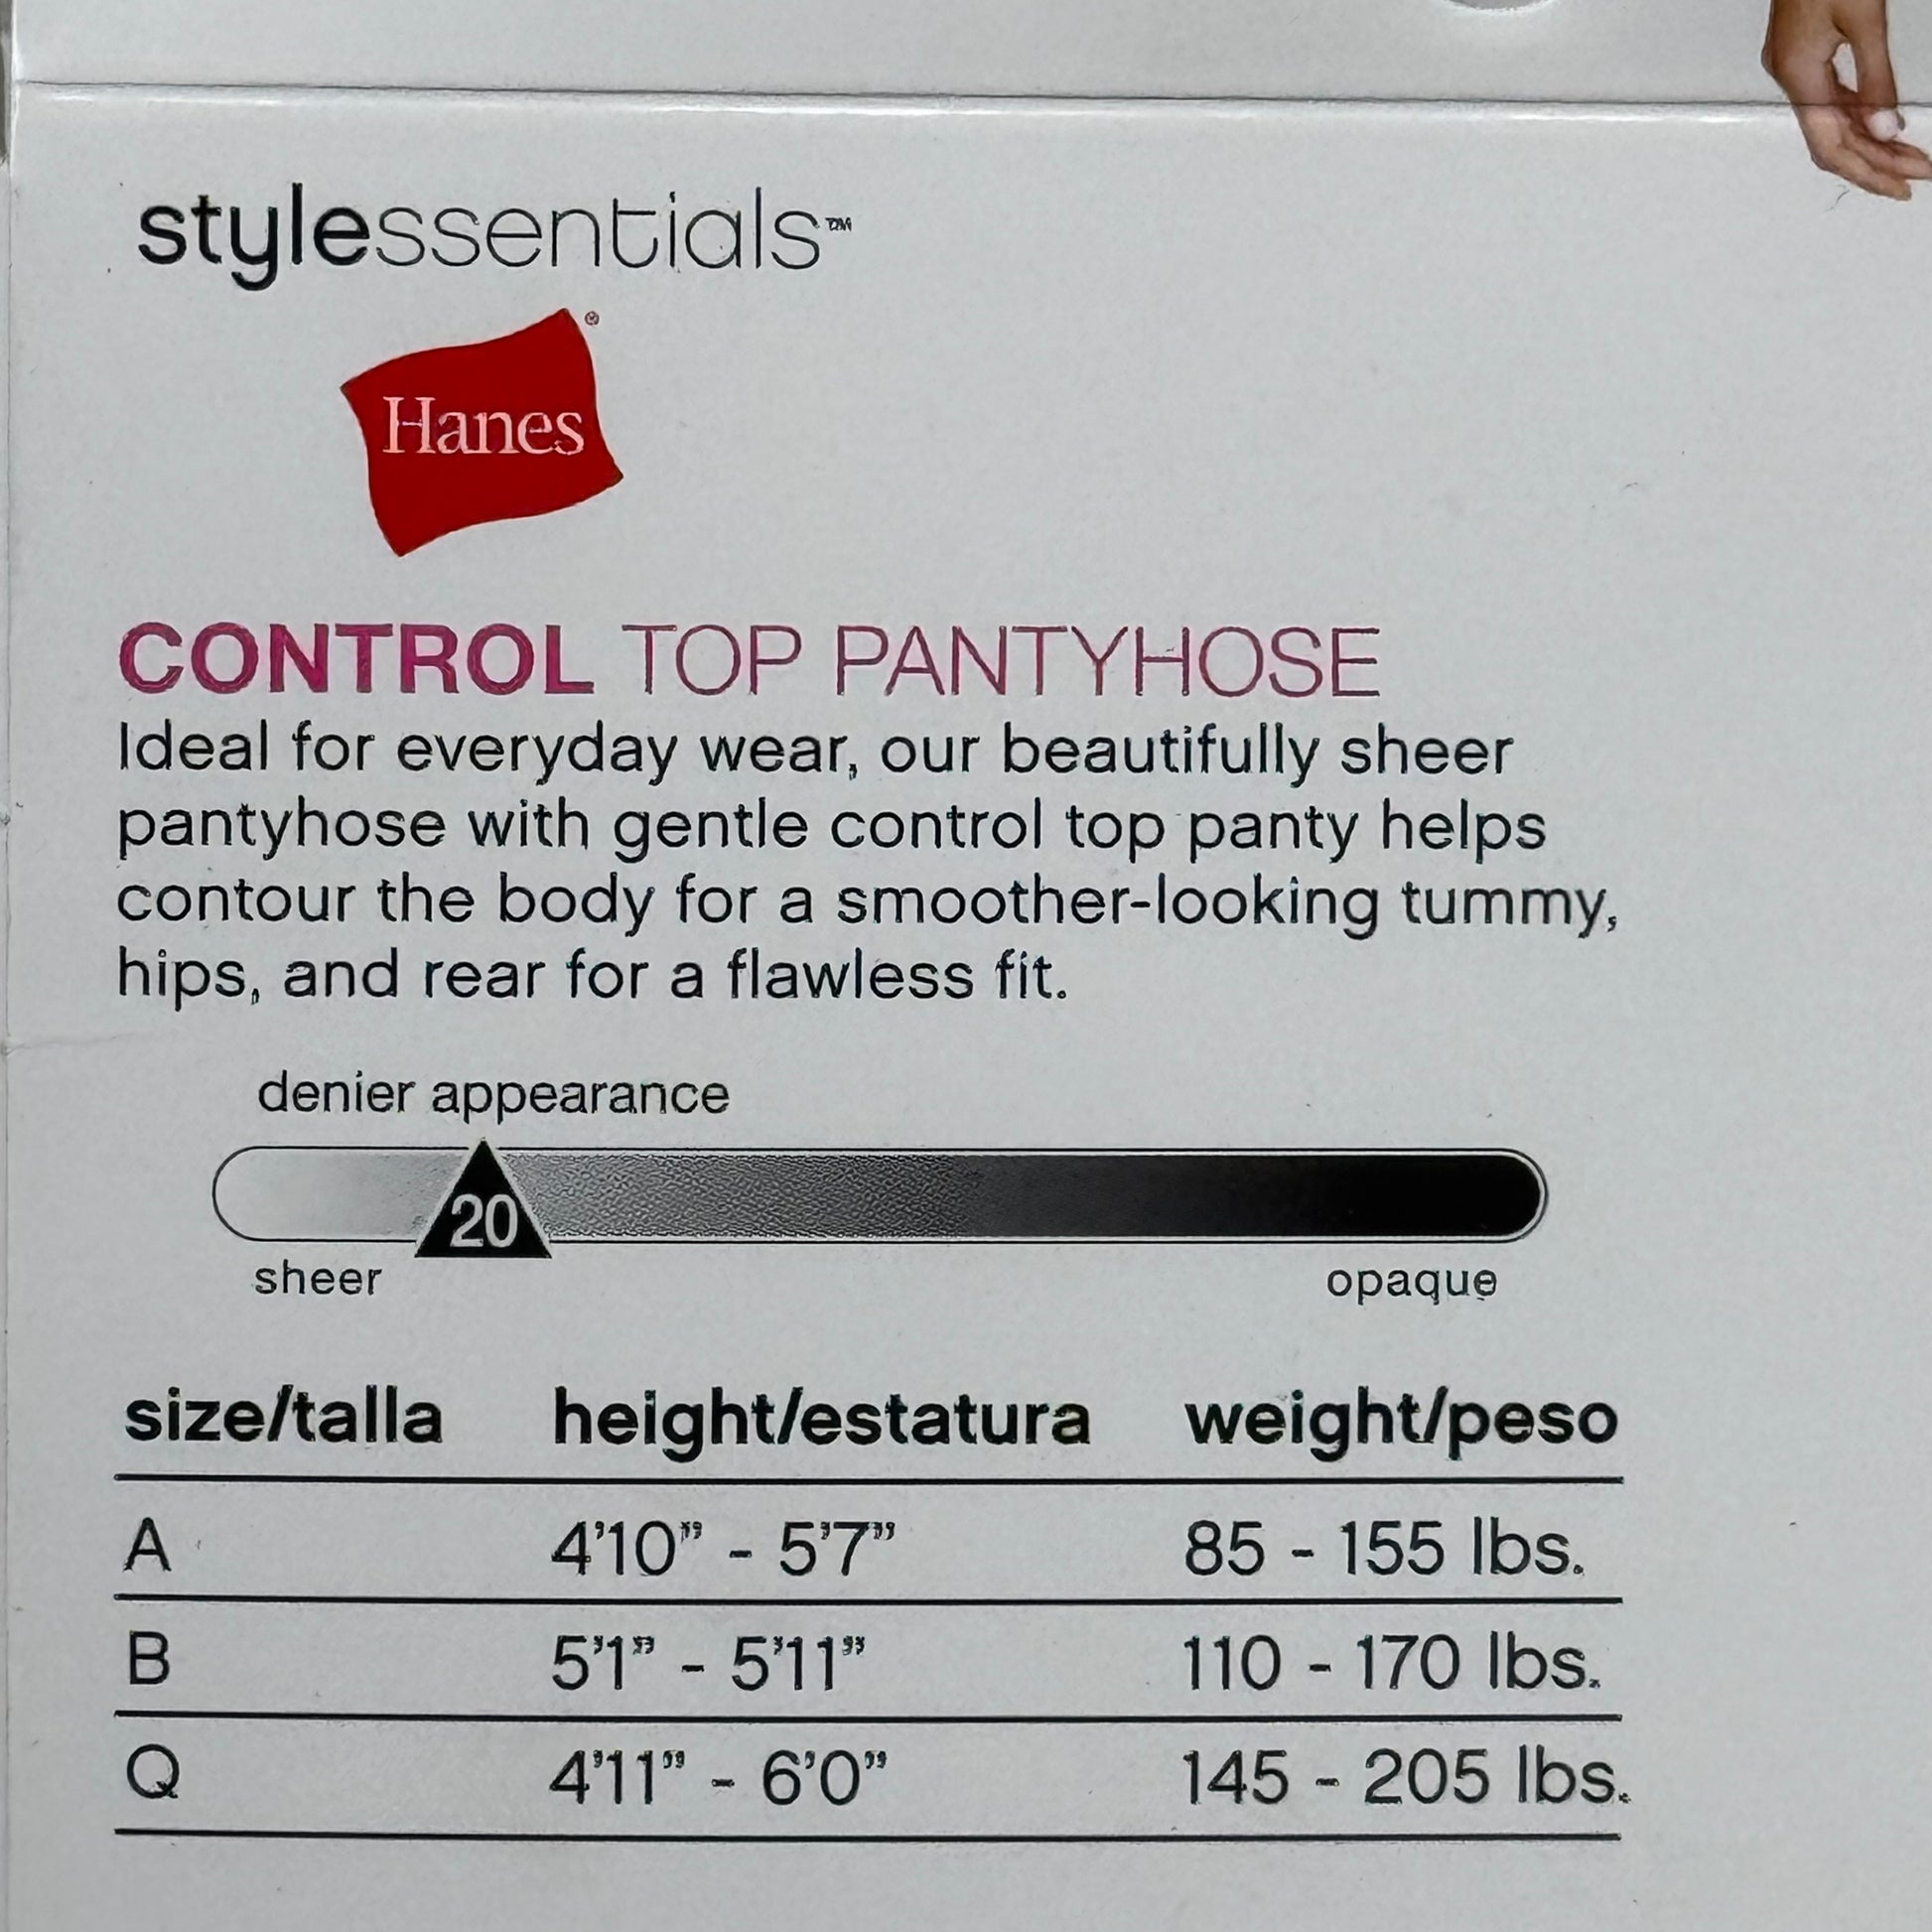 stylessentials™
Hanes®
CONTROL TOP PANTYHOSE
Ideal for everyday wear, our beautifully sheer
pantyhose with gentle control top panty helps
contour the body for a smoother-looking tummy,
hips, and rear for a flawless fit.
denier appearance
20
sheer opaque
size/talla height/estatura weight/peso
A 4'10” - 5'7” 85 - 155 lbs.
B 5'1” - 5'11” 110 - 170 lbs.
Q 4'11” - 6'0” 145 - 205 lbs.